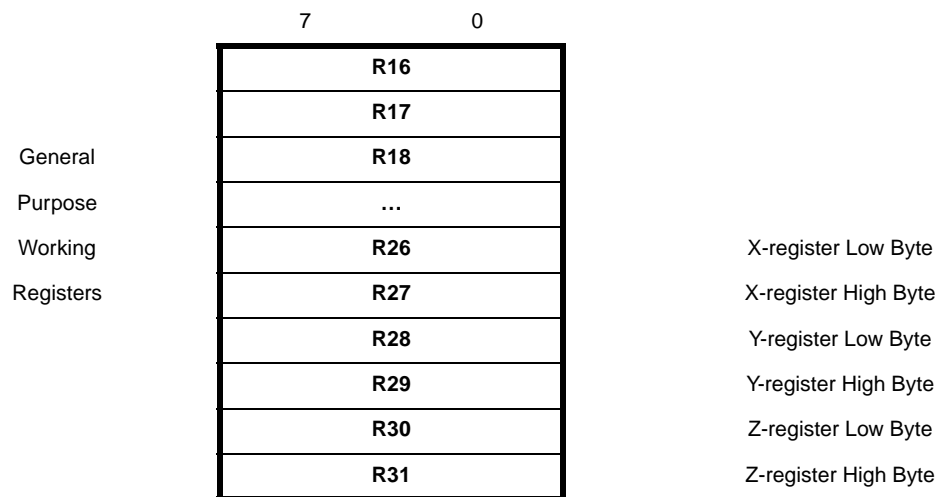 7 0
R16
R17
General R18
Purpose ...
Working R26 X-register Low Byte
Registers R27 X-register High Byte
R28 Y-register Low Byte
R29 Y-register High Byte
R30 Z-register Low Byte
R31 Z-register High Byte